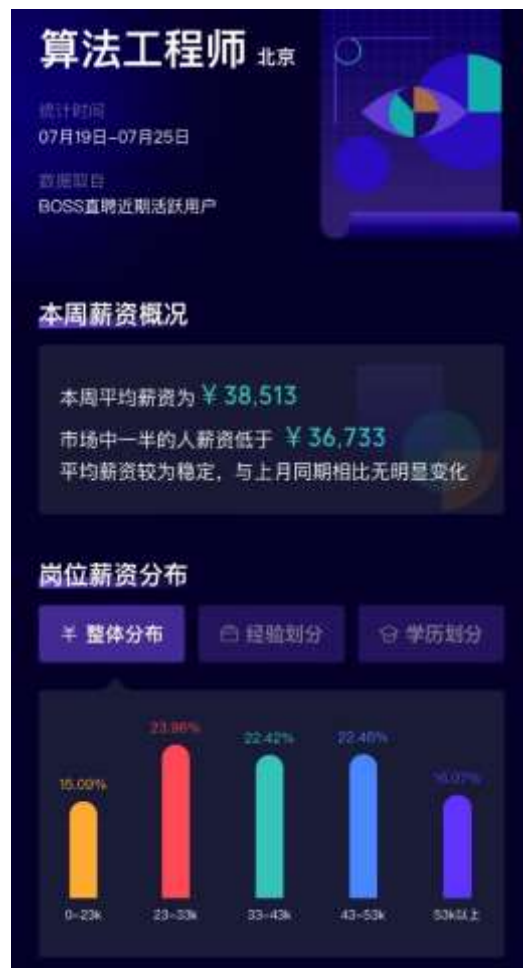 算法工程师 北京
统计时间
07月19日-07月25日
数据取自
BOSS直聘近期活跃用户
本周薪资概况
本周平均薪资为 ¥ 38,513
市场中一半的人薪资低于 ¥ 36,733
平均薪资较为稳定，与上月同期相比无明显变化
岗位薪资分布
¥ 整体分布 经验划分 学历划分
23.96% 22.42% 22.46%
15.09%
0-23k 23-33k 33-43k 43-53k 53k以上